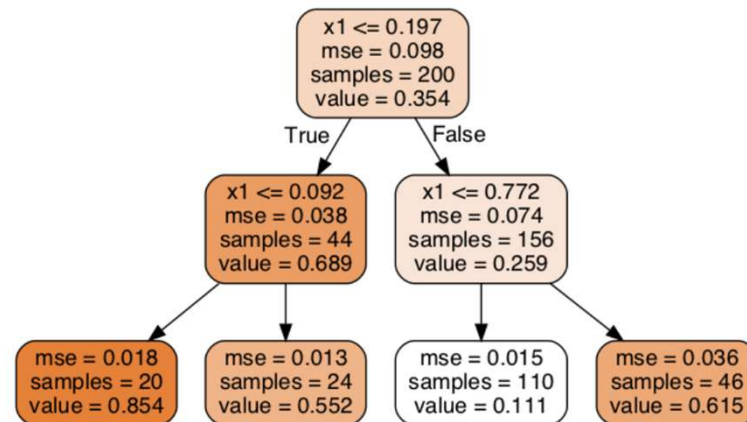 x1 <= 0.197
mse = 0.098
samples = 200
value = 0.354
True
False
x1 <= 0.092
mse = 0.038
samples = 44
value = 0.689
x1 <= 0.772
mse = 0.074
samples = 156
value = 0.259
mse = 0.018
samples = 20
value = 0.854
mse = 0.013
samples = 24
value = 0.552
mse = 0.015
samples = 110
value = 0.111
mse = 0.036
samples = 46
value = 0.615